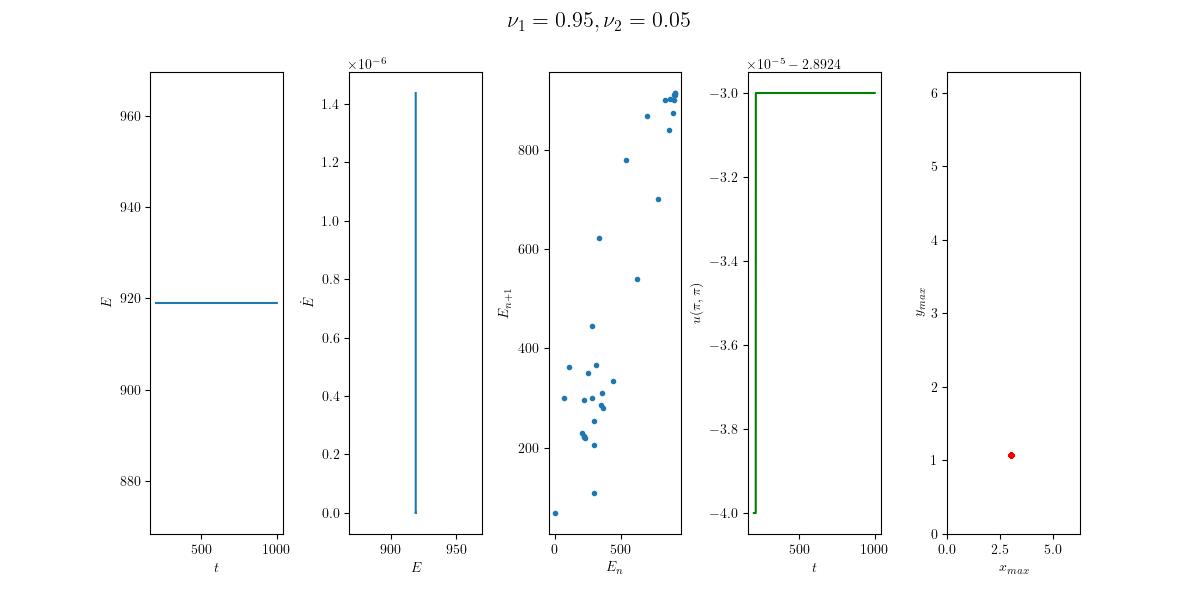 ν₁ = 0.95, ν₂ = 0.05
960
940
920
900
880
E
500 1000
t
×10⁻⁶
1.4
1.2
1.0
0.8
0.6
0.4
0.2
0.0
Ė
900 950
E
800
600
400
200
Eₙ₊₁
0 500
Eₙ
×10⁻⁵ − 2.8924
−3.0
−3.2
−3.4
−3.6
−3.8
−4.0
u(π, π)
500 1000
t
6
5
4
3
2
1
0
y_max
0.0 2.5 5.0
x_max